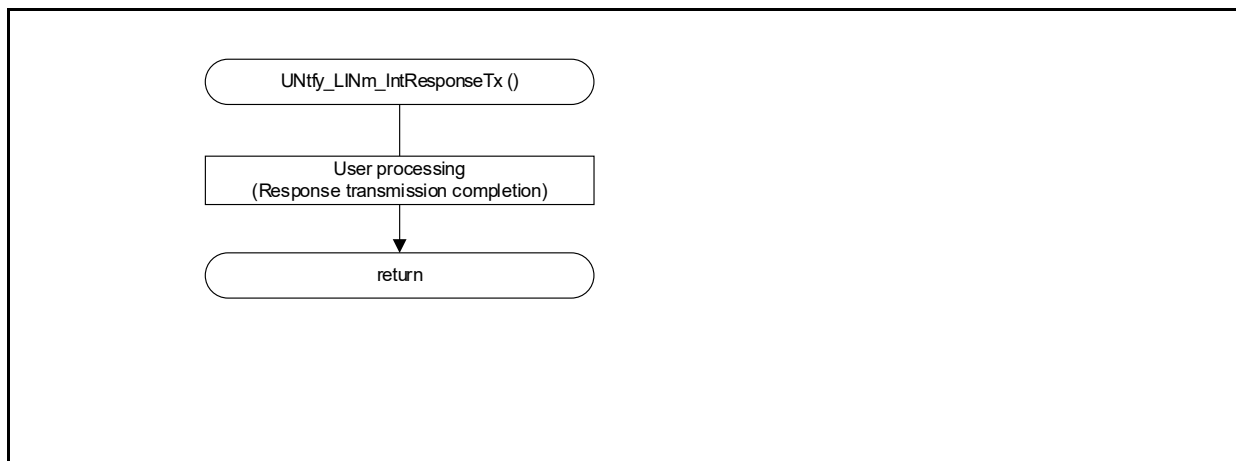 UNtfy_LINm_IntResponseTx ()
User processing
(Response transmission completion)
return